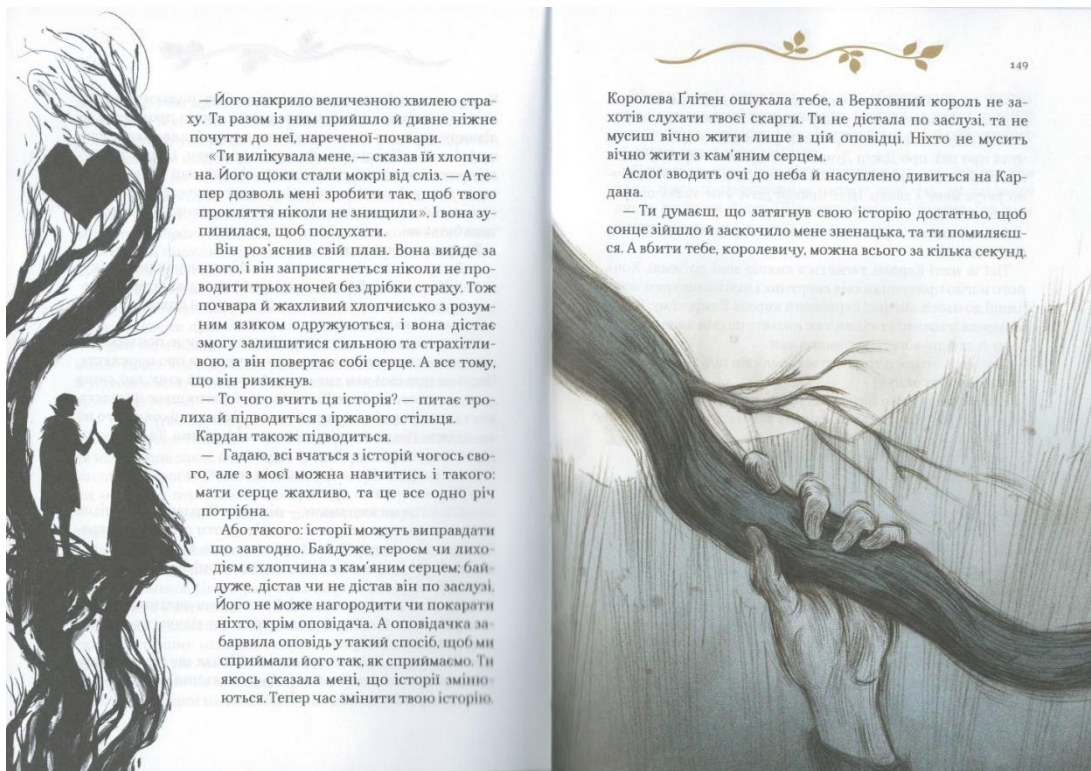 — Його накрило величезною хвилею стра-
ху. Та разом із ним прийшло й дивне ніжне
почуття до неї, нареченої-почвари.
«Ти вилікувала мене, — сказав їй хлопчи-
на. Його щоки стали мокрі від сліз. — А те-
пер дозволь мені зробити так, щоб твого
прокляття ніколи не знищили». І вона зу-
пинилася, щоб послухати.
Він роз'яснив свій план. Вона вийде за
нього, і він заприсягнеться ніколи не про-
водити трьох ночей без дрібки страху. Тож
почвара й жахливий хлопчисько з розум-
ним язиком одружуються, і вона дістає
змогу залишитися сильною та страхітли-
вою, а він повертає собі серце. А все тому,
що він ризикнув.
— То чого вчить ця історія? — питає тро-
лиха й підводиться з іржавого стільця.
Кардан також підводиться.
— Гадаю, всі вчаться з історій чогось сво-
го, але з моєї можна навчитись і такого:
мати серце жахливо, та це все одно річ
потрібна.
Або такого: історії можуть виправдати
що завгодно. Байдуже, героєм чи лихо-
дієм є хлопчина з кам'яним серцем; бай-
дуже, дістав чи не дістав він по заслузі.
Його не може нагородити чи покарати
ніхто, крім оповідача. А оповідачка за-
барвила оповідь у такий спосіб, щоб ми
сприймали його так, як сприймаємо. Ти
якось сказала мені, що історії зміню-
ються. Тепер час змінити твою історію.
149
Королева Ґлітен ошукала тебе, а Верховний король не за-
хотів слухати твоєї скарги. Ти не дістала по заслузі, та не
мусиш вічно жити лише в цій оповіді. Ніхто не мусить
вічно жити з кам'яним серцем.
Аслоґ зводить очі до неба й насуплено дивиться на Кар-
дана.
— Ти думаєш, що затягнув свою історію достатньо, щоб
сонце зійшло й заскочило мене зненацька, та ти помиляєш-
ся. А вбити тебе, королевичу, можна всього за кілька секунд.